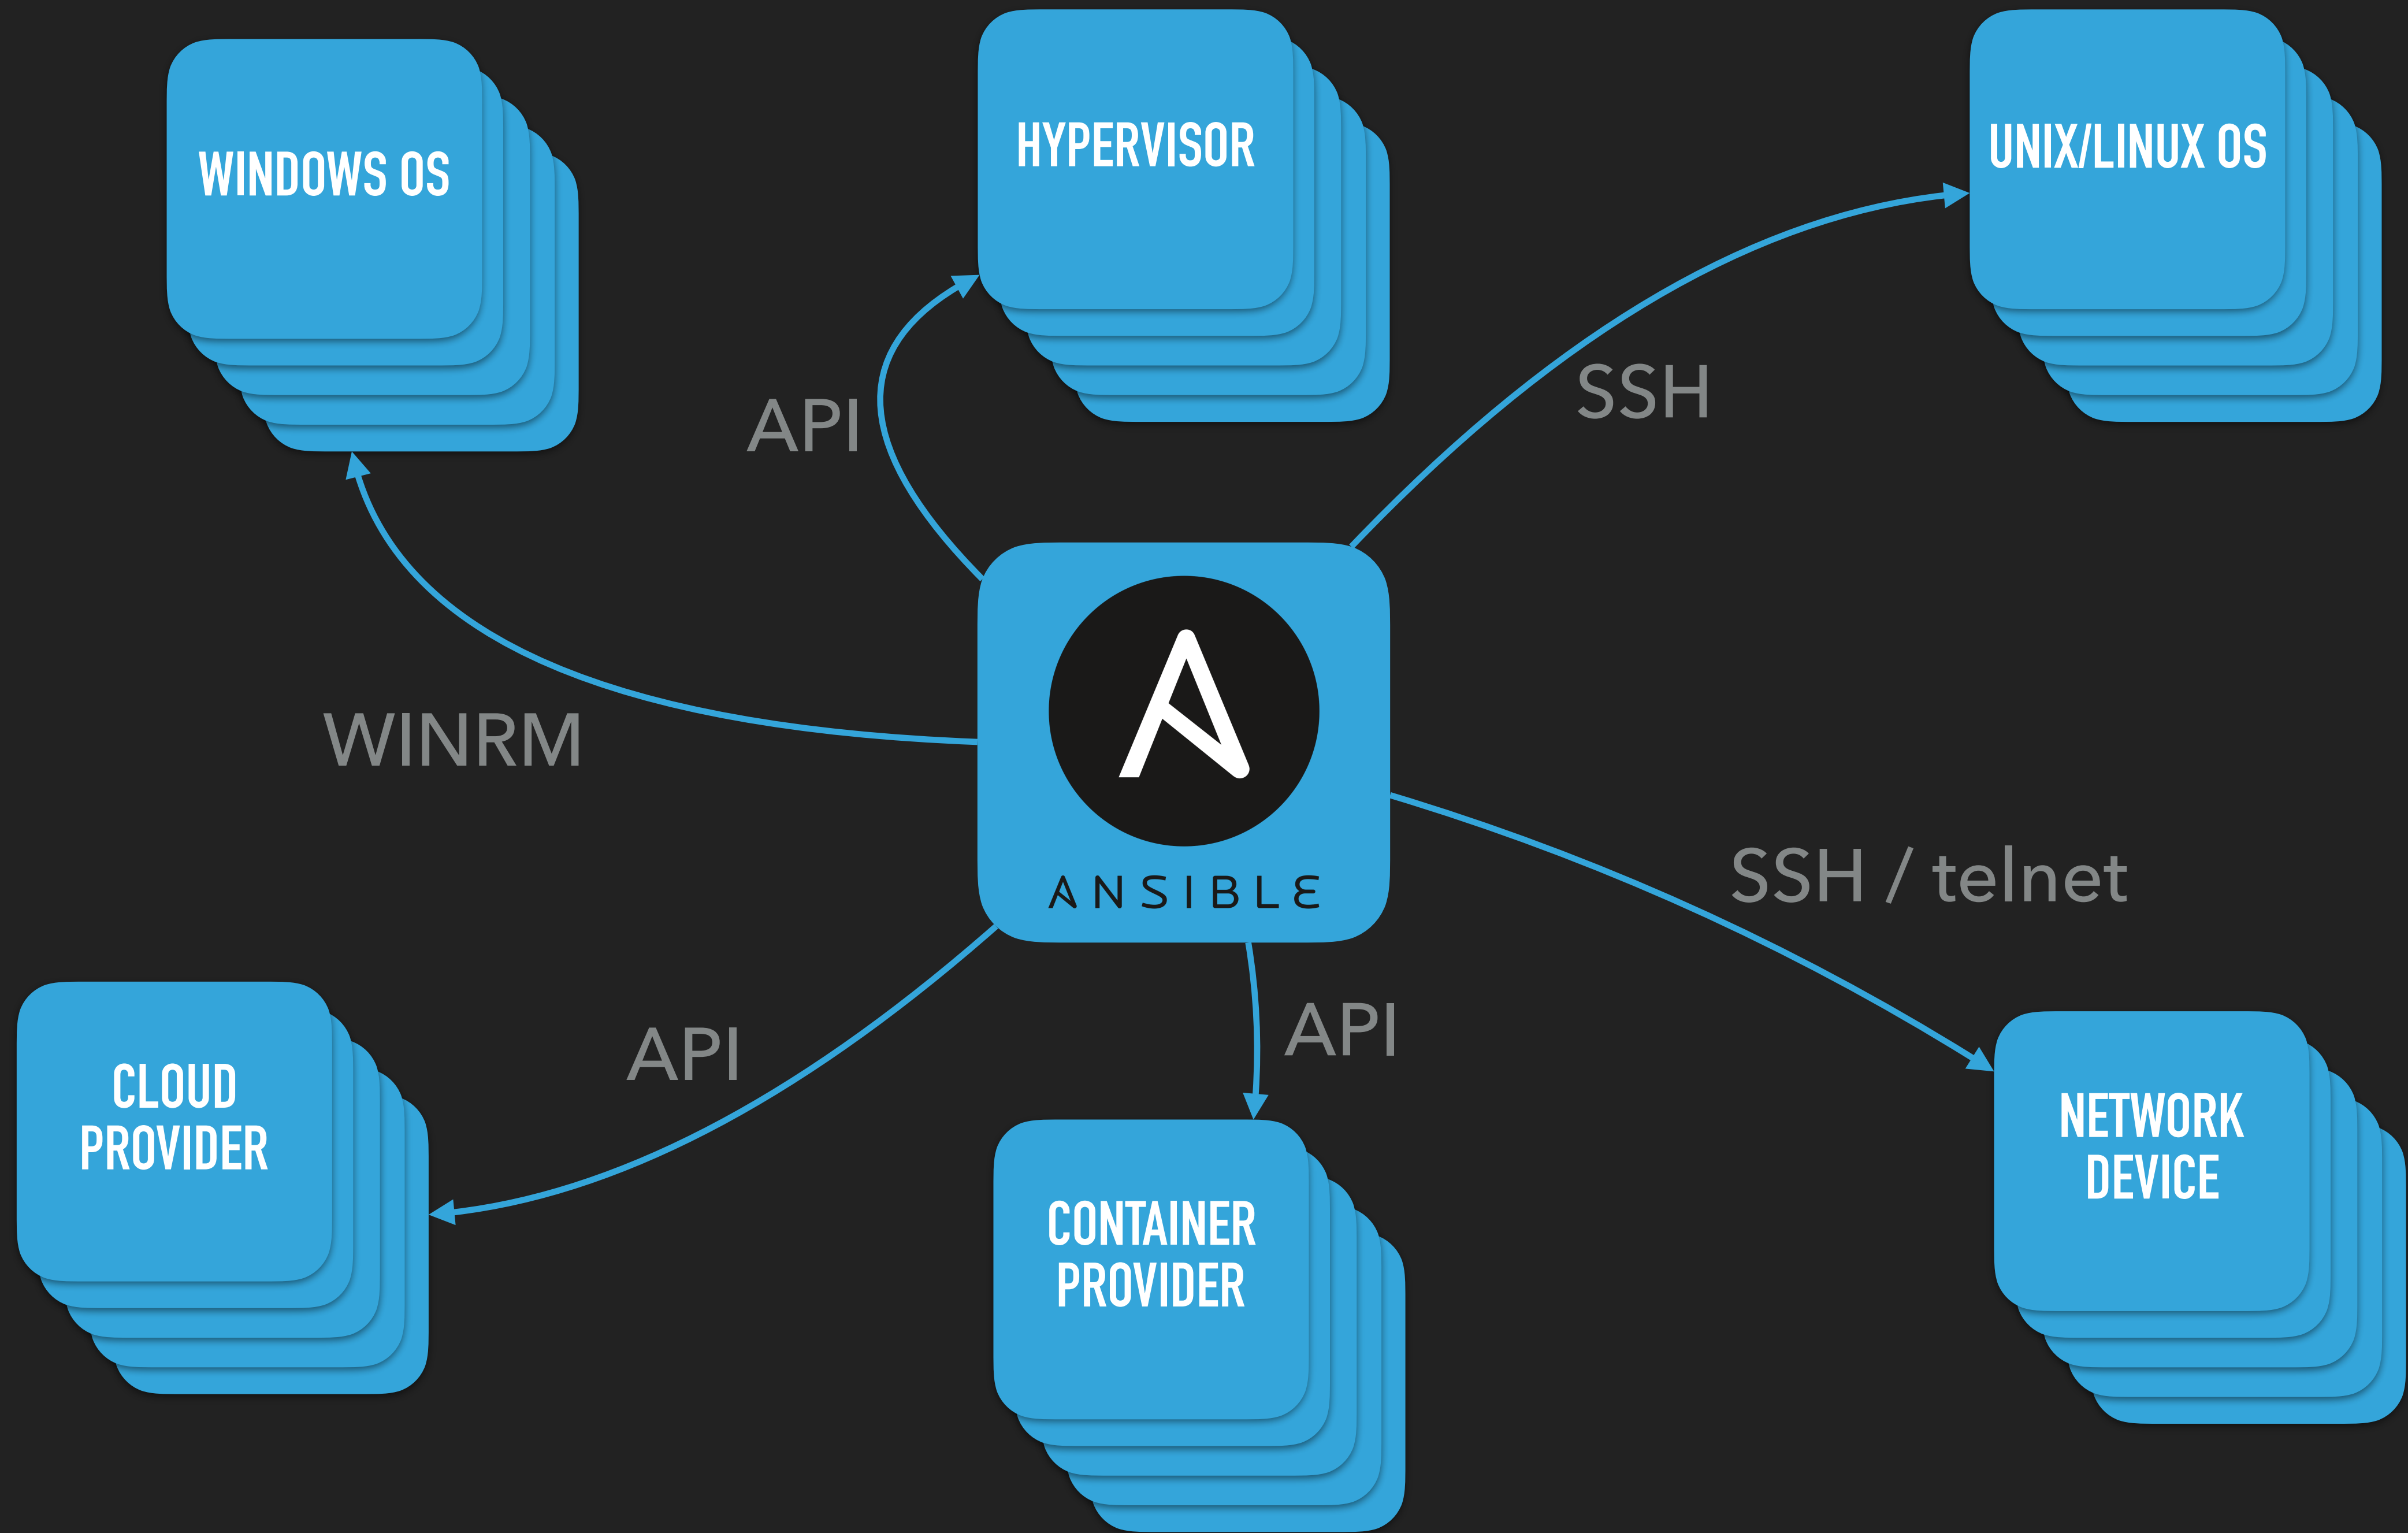 WINDOWS OS
HYPERVISOR
UNIX/LINUX OS
API
SSH
WINRM
ANSIBLE
SSH / telnet
API
API
CLOUD
PROVIDER
CONTAINER
PROVIDER
NETWORK
DEVICE